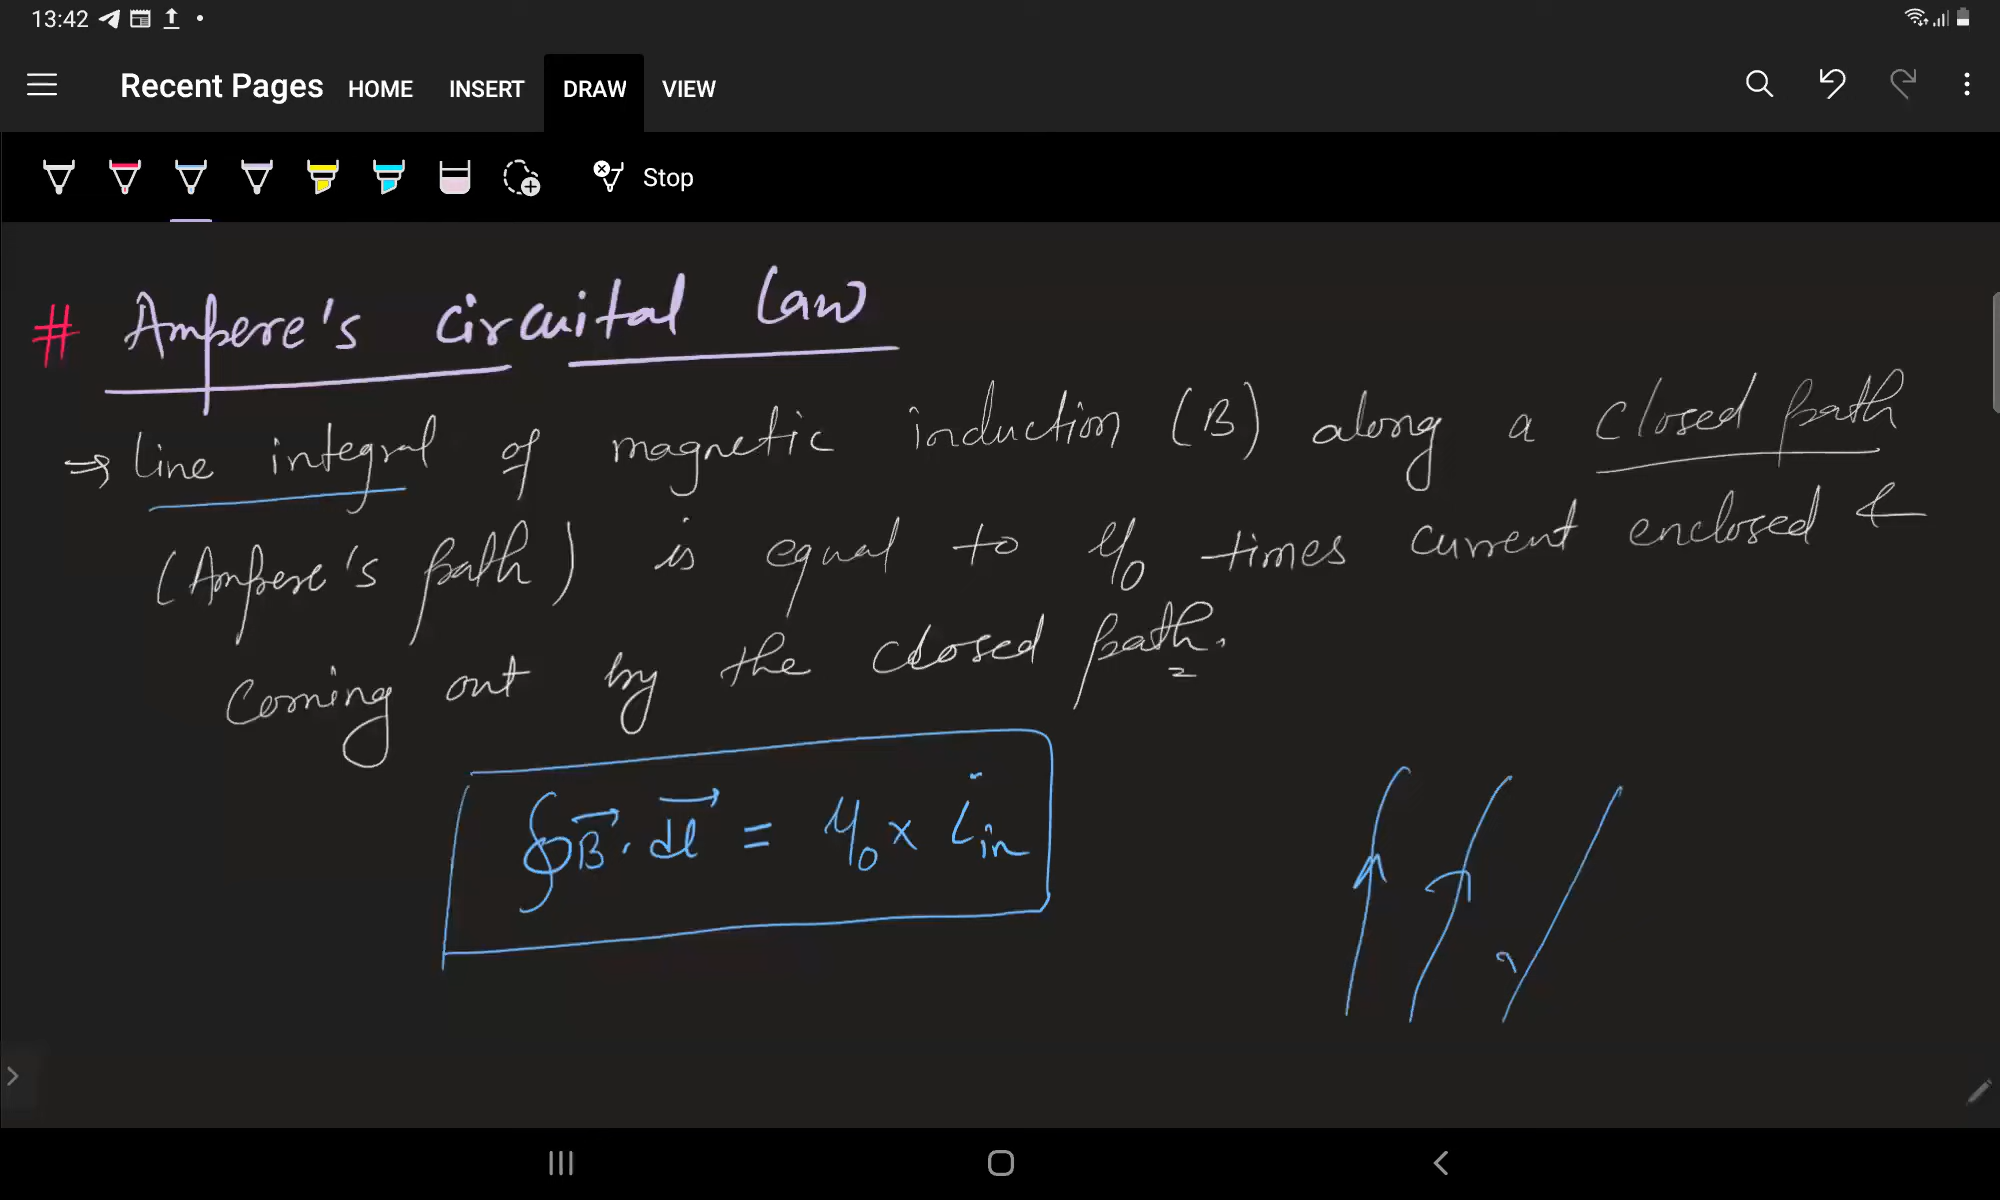 13:42
Recent Pages HOME INSERT DRAW VIEW
Stop
# Ampere's circuital law
→ line integral of magnetic induction (B) along a closed path
(Ampere's path) is equal to μ₀ times current enclosed &
coming out by the closed path.
∮B⃗ · dl⃗ = μ₀ × i_in